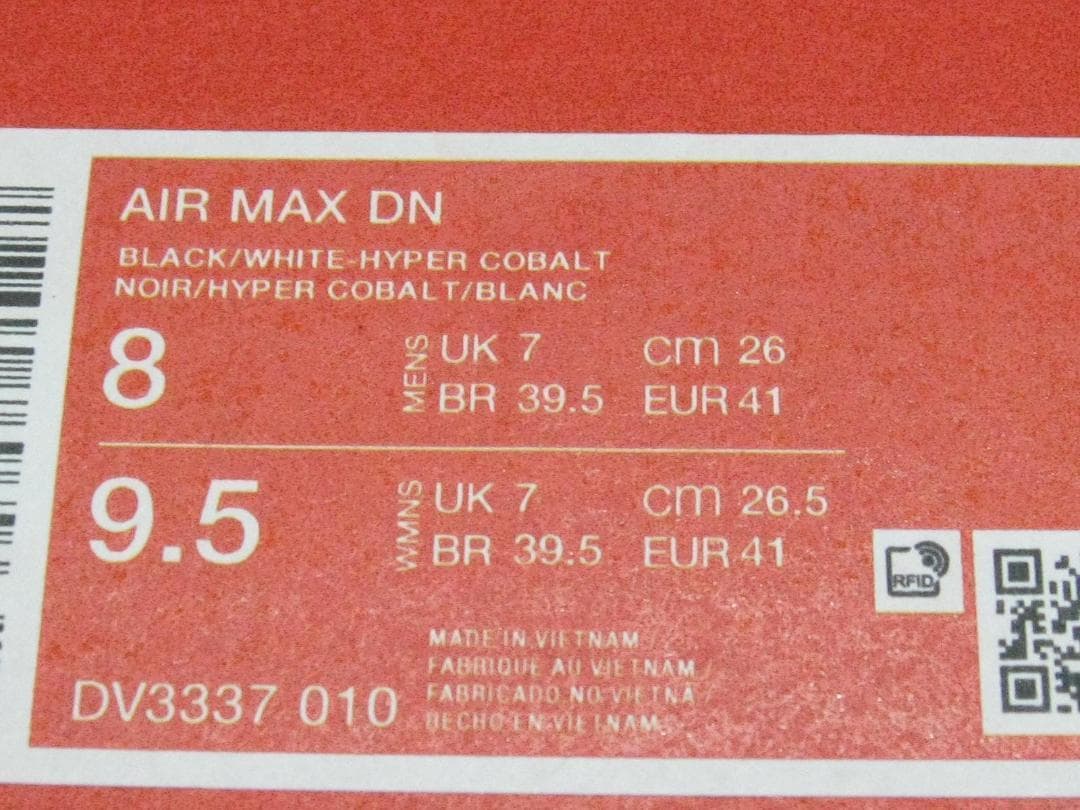 AIR MAX DN
BLACK/WHITE-HYPER COBALT
NOIR/HYPER COBALT/BLANC
8
MENS
UK 7 CM 26
BR 39.5 EUR 41
9.5
WMNS
UK 7 CM 26.5
BR 39.5 EUR 41
RFID
MADE IN VIETNAM /
FABRIQUE AU VIETNAM /
FABRICADO NO VIETNÃ /
HECHO EN VIETNAM
DV3337 010